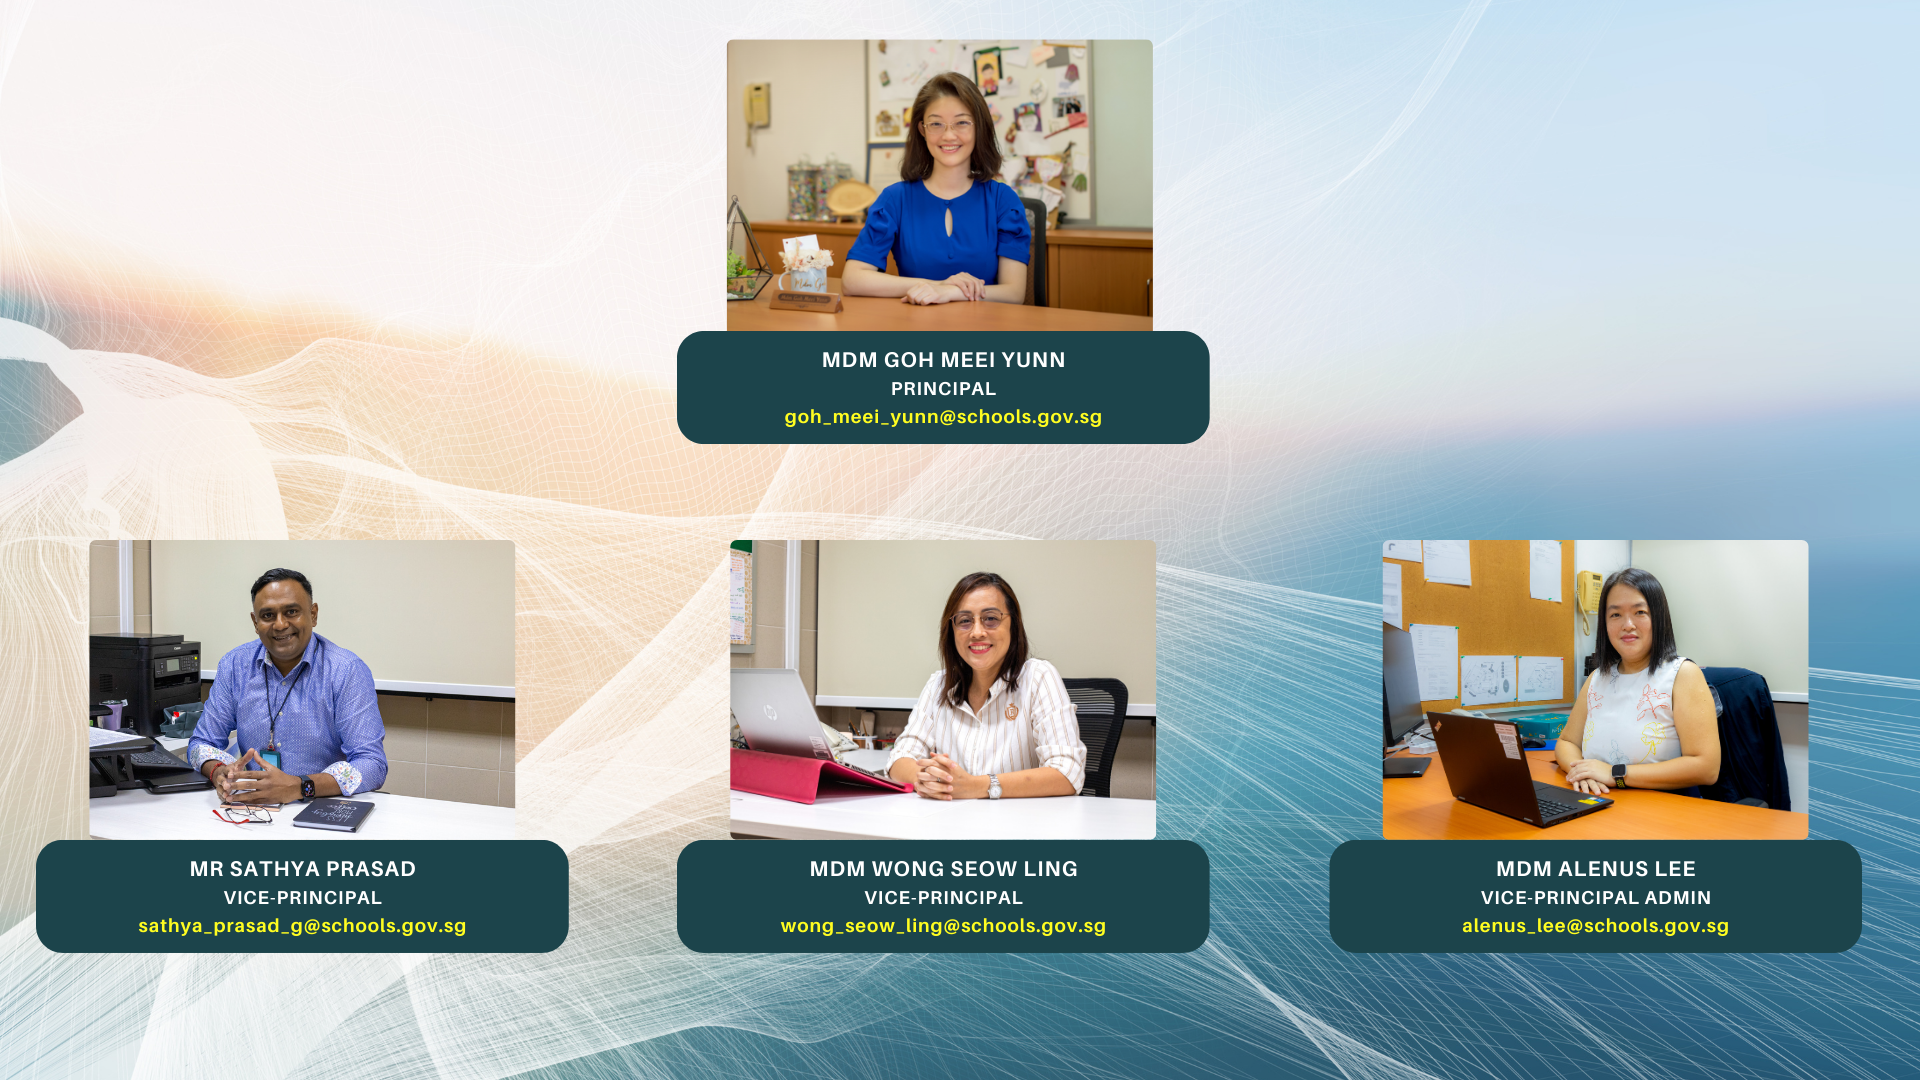 MDM GOH MEEI YUNN
PRINCIPAL
goh_meei_yunn@schools.gov.sg
MR SATHYA PRASAD
VICE-PRINCIPAL
sathya_prasad_g@schools.gov.sg
MDM WONG SEOW LING
VICE-PRINCIPAL
wong_seow_ling@schools.gov.sg
MDM ALENUS LEE
VICE-PRINCIPAL ADMIN
alenus_lee@schools.gov.sg